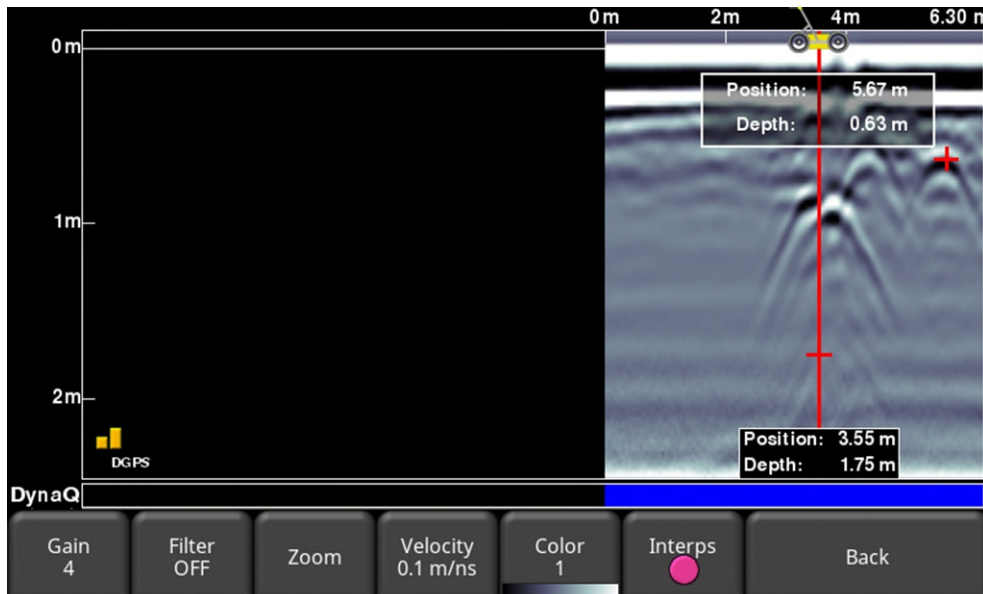 0m 2m 4m 6.30 m
0m
Position: 5.67 m
Depth: 0.63 m
1m
2m
DGPS
Position: 3.55 m
Depth: 1.75 m
DynaQ
Gain Filter Zoom Velocity Color Interps Back
4 OFF 0.1 m/ns 1